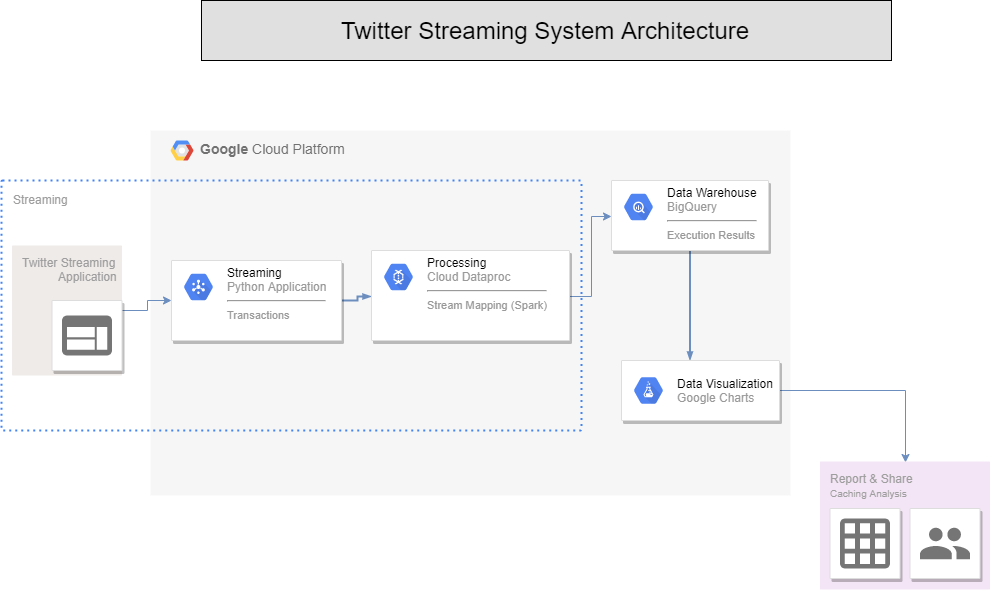 Twitter Streaming System Architecture
Google Cloud Platform
Streaming
Twitter Streaming
Application
Streaming
Python Application
Transactions
Processing
Cloud Dataproc
Stream Mapping (Spark)
Data Warehouse
BigQuery
Execution Results
Data Visualization
Google Charts
Report & Share
Caching Analysis